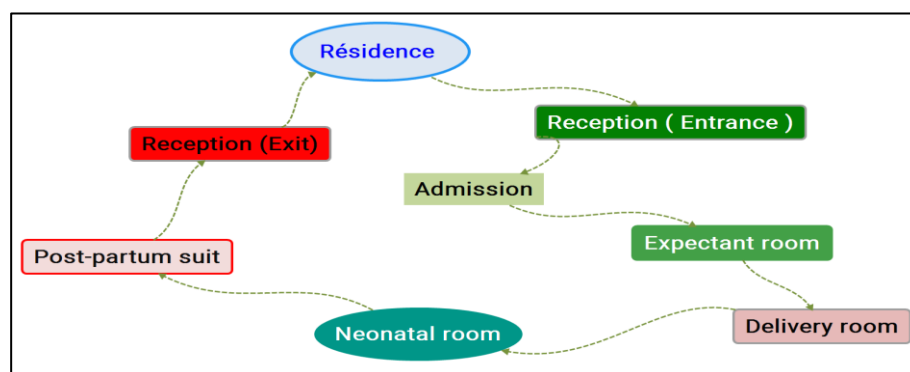 Résidence
Reception ( Entrance )
Reception (Exit)
Admission
Expectant room
Post-partum suit
Delivery room
Neonatal room